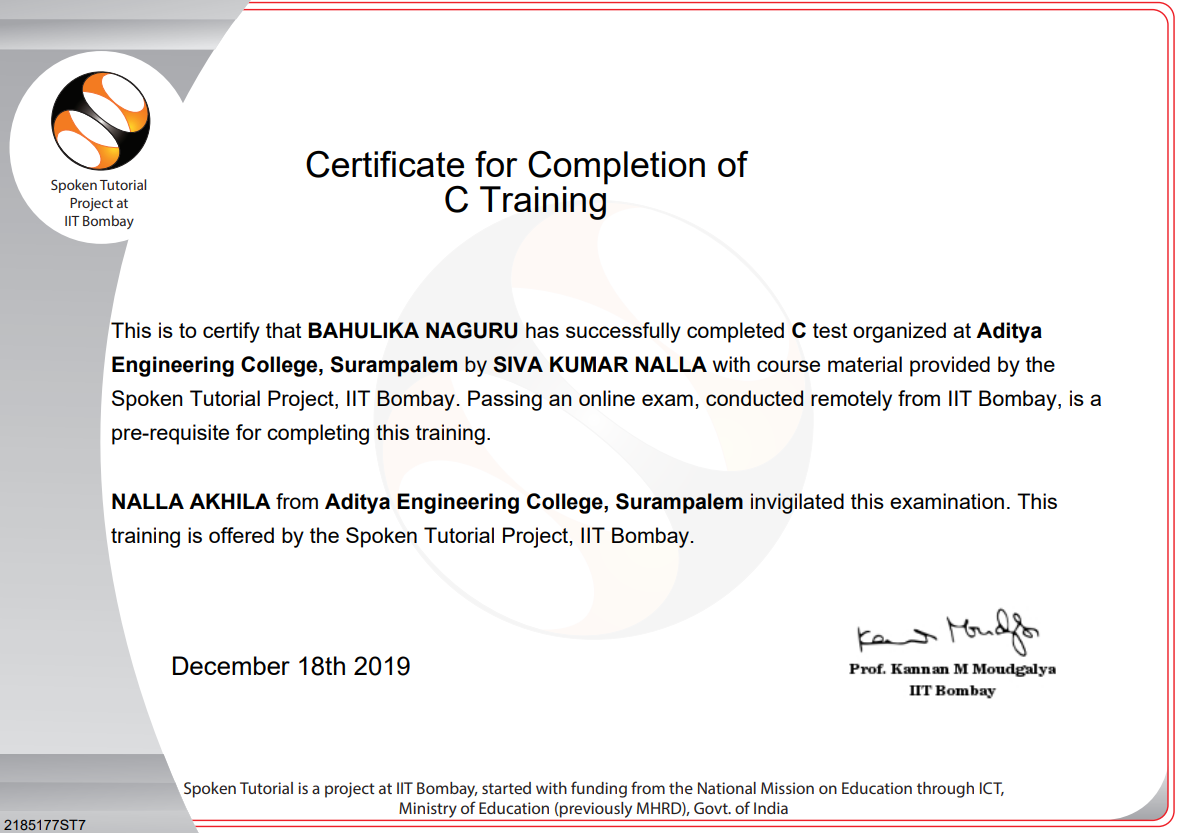 Spoken Tutorial
Project at
IIT Bombay
Certificate for Completion of
C Training
This is to certify that BAHULIKA NAGURU has successfully completed C test organized at Aditya
Engineering College, Surampalem by SIVA KUMAR NALLA with course material provided by the
Spoken Tutorial Project, IIT Bombay. Passing an online exam, conducted remotely from IIT Bombay, is a
pre-requisite for completing this training.
NALLA AKHILA from Aditya Engineering College, Surampalem invigilated this examination. This
training is offered by the Spoken Tutorial Project, IIT Bombay.
December 18th 2019
Prof. Kannan M Moudgalya
IIT Bombay
Spoken Tutorial is a project at IIT Bombay, started with funding from the National Mission on Education through ICT,
Ministry of Education (previously MHRD), Govt. of India
2185177ST7